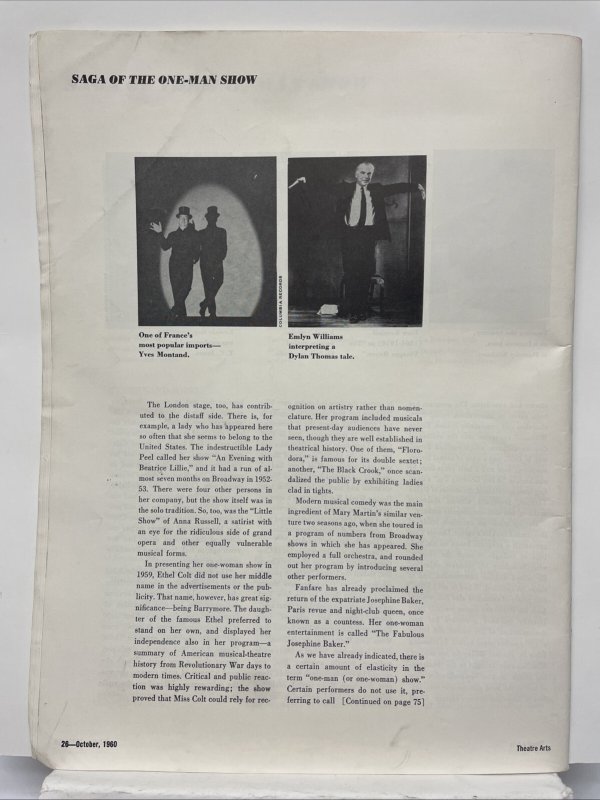 SAGA OF THE ONE-MAN SHOW
COLUMBIA RECORDS
One of France's
most popular imports—
Yves Montand.
Emlyn Williams
interpreting a
Dylan Thomas tale.
The London stage, too, has contrib-
uted to the distaff side. There is, for
example, a lady who has appeared here
so often that she seems to belong to the
United States. The indestructible Lady
Peel called her show "An Evening with
Beatrice Lillie," and it had a run of al-
most seven months on Broadway in 1952-
53. There were four other persons in
her company, but the show itself was in
the solo tradition. So, too, was the "Little
Show" of Anna Russell, a satirist with
an eye for the ridiculous side of grand
opera and other equally vulnerable
musical forms.
In presenting her one-woman show in
1959, Ethel Colt did not use her middle
name in the advertisements or the pub-
licity. That name, however, has great sig-
nificance—being Barrymore. The daugh-
ter of the famous Ethel preferred to
stand on her own, and displayed her
independence also in her program—a
summary of American musical-theatre
history from Revolutionary War days to
modern times. Critical and public reac-
tion was highly rewarding; the show
proved that Miss Colt could rely for rec-
ognition on artistry rather than nomen-
clature. Her program included musicals
that present-day audiences have never
seen, though they are well established in
theatrical history. One of them, "Floro-
dora," is famous for its double sextet;
another, "The Black Crook," once scan-
dalized the public by exhibiting ladies
clad in tights.
Modern musical comedy was the main
ingredient of Mary Martin's similar ven-
ture two seasons ago, when she toured in
a program of numbers from Broadway
shows in which she has appeared. She
employed a full orchestra, and rounded
out her program by introducing several
other performers.
Fanfare has already proclaimed the
return of the expatriate Josephine Baker,
Paris revue and night-club queen, once
known as a countess. Her one-woman
entertainment is called "The Fabulous
Josephine Baker."
As we have already indicated, there is
a certain amount of elasticity in the
term "one-man (or one-woman) show."
Certain performers do not use it, pre-
ferring to call [Continued on page 75]
26—October, 1960
Theatre Arts